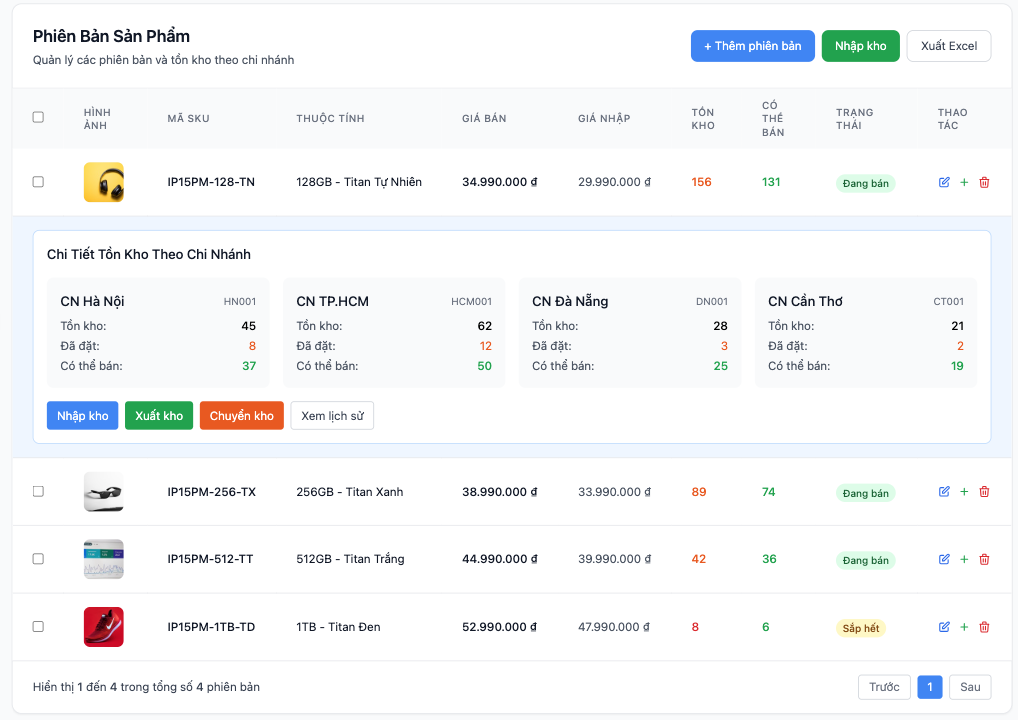 Phiên Bản Sản Phẩm
Quản lý các phiên bản và tồn kho theo chi nhánh
+ Thêm phiên bản
Nhập kho
Xuất Excel
HÌNH ẢNH
MÃ SKU
THUỘC TÍNH
GIÁ BÁN
GIÁ NHẬP
TỒN KHO
CÓ THỂ BÁN
TRẠNG THÁI
THAO TÁC
IP15PM-128-TN 128GB - Titan Tự Nhiên 34.990.000 ₫ 29.990.000 ₫ 156 131 Đang bán +
Chi Tiết Tồn Kho Theo Chi Nhánh
CN Hà Nội HN001
Tồn kho: 45
Đã đặt: 8
Có thể bán: 37
CN TP.HCM HCM001
Tồn kho: 62
Đã đặt: 12
Có thể bán: 50
CN Đà Nẵng DN001
Tồn kho: 28
Đã đặt: 3
Có thể bán: 25
CN Cần Thơ CT001
Tồn kho: 21
Đã đặt: 2
Có thể bán: 19
Nhập kho
Xuất kho
Chuyển kho
Xem lịch sử
IP15PM-256-TX 256GB - Titan Xanh 38.990.000 ₫ 33.990.000 ₫ 89 74 Đang bán +
IP15PM-512-TT 512GB - Titan Trắng 44.990.000 ₫ 39.990.000 ₫ 42 36 Đang bán +
IP15PM-1TB-TD 1TB - Titan Đen 52.990.000 ₫ 47.990.000 ₫ 8 6 Sắp hết +
Hiển thị 1 đến 4 trong tổng số 4 phiên bản
Trước 1 Sau